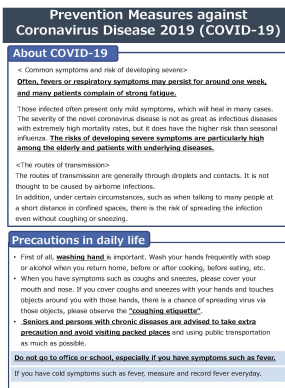 Prevention Measures against
Coronavirus Disease 2019 (COVID-19)
About COVID-19
< Common symptoms and risk of developing severe>
Often, fevers or respiratory symptoms may persist for around one week,
and many patients complain of strong fatigue.
Those infected often present only mild symptoms, which will heal in many cases.
The severity of the novel coronavirus disease is not as great as infectious diseases
with extremely high mortality rates, but it does have the higher risk than seasonal
influenza. The risks of developing severe symptoms are particularly high
among the elderly and patients with underlying diseases.
<The routes of transmission>
The routes of transmission are generally through droplets and contacts. It is not
thought to be caused by airborne infections.
In addition, under certain circumstances, such as when talking to many people at
a short distance in confined spaces, there is the risk of spreading the infection
even without coughing or sneezing.
Precautions in daily life
• First of all, washing hand is important. Wash your hands frequently with soap
or alcohol when you return home, before or after cooking, before eating, etc.
• When you have symptoms such as coughs and sneezes, please cover your
mouth and nose. If you cover coughs and sneezes with your hands and touches
objects around you with those hands, there is a chance of spreading virus via
those objects, please observe the "coughing etiquette".
• Seniors and persons with chronic diseases are advised to take extra
precaution and avoid visiting packed places and using public transportation
as much as possible.
Do not go to office or school, especially if you have symptoms such as fever.
If you have cold symptoms such as fever, measure and record fever everyday.